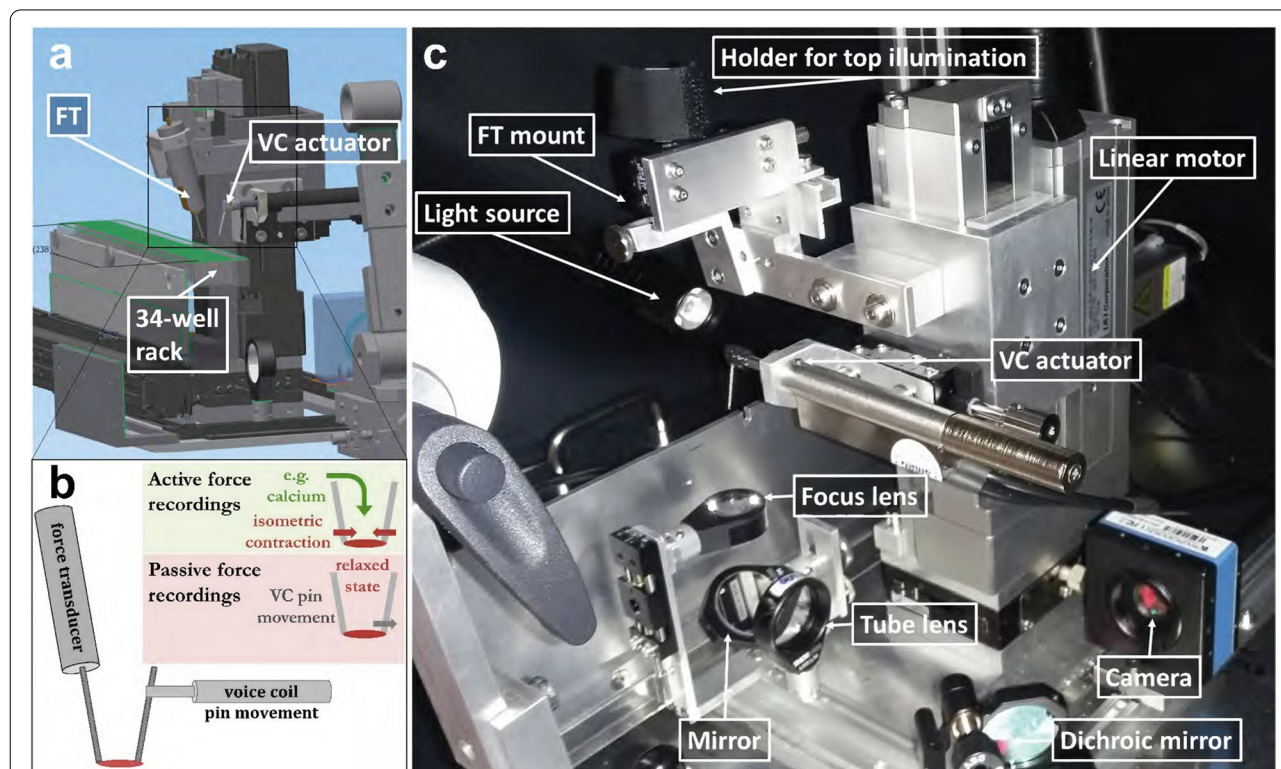 a
FT
VC actuator
(238)
34-well
rack
b
force transducer
Active force
recordings
e.g.
calcium
isometric
contraction
Passive force
recordings
relaxed
state
VC pin
movement
voice coil
pin movement
c
Holder for top illumination
FT mount
Light source
Linear motor
IAI Corporation
VC actuator
Focus lens
Tube lens
Mirror
Camera
Dichroic mirror